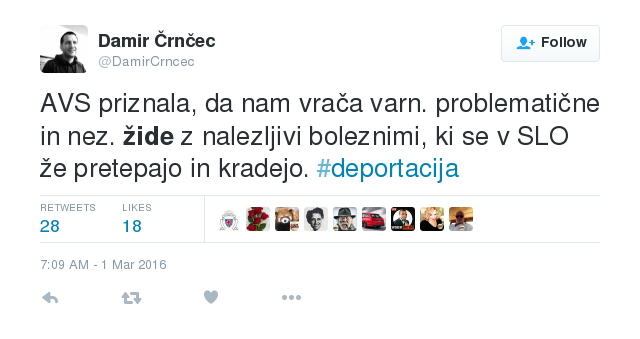 Damir Črnčec
@DamirCrncec
Follow
AVS priznala, da nam vrača varn. problematične
in nez. žide z nalezljivi boleznimi, ki se v SLO
že pretepajo in kradejo. #deportacija
RETWEETS LIKES
28 18
7:09 AM - 1 Mar 2016